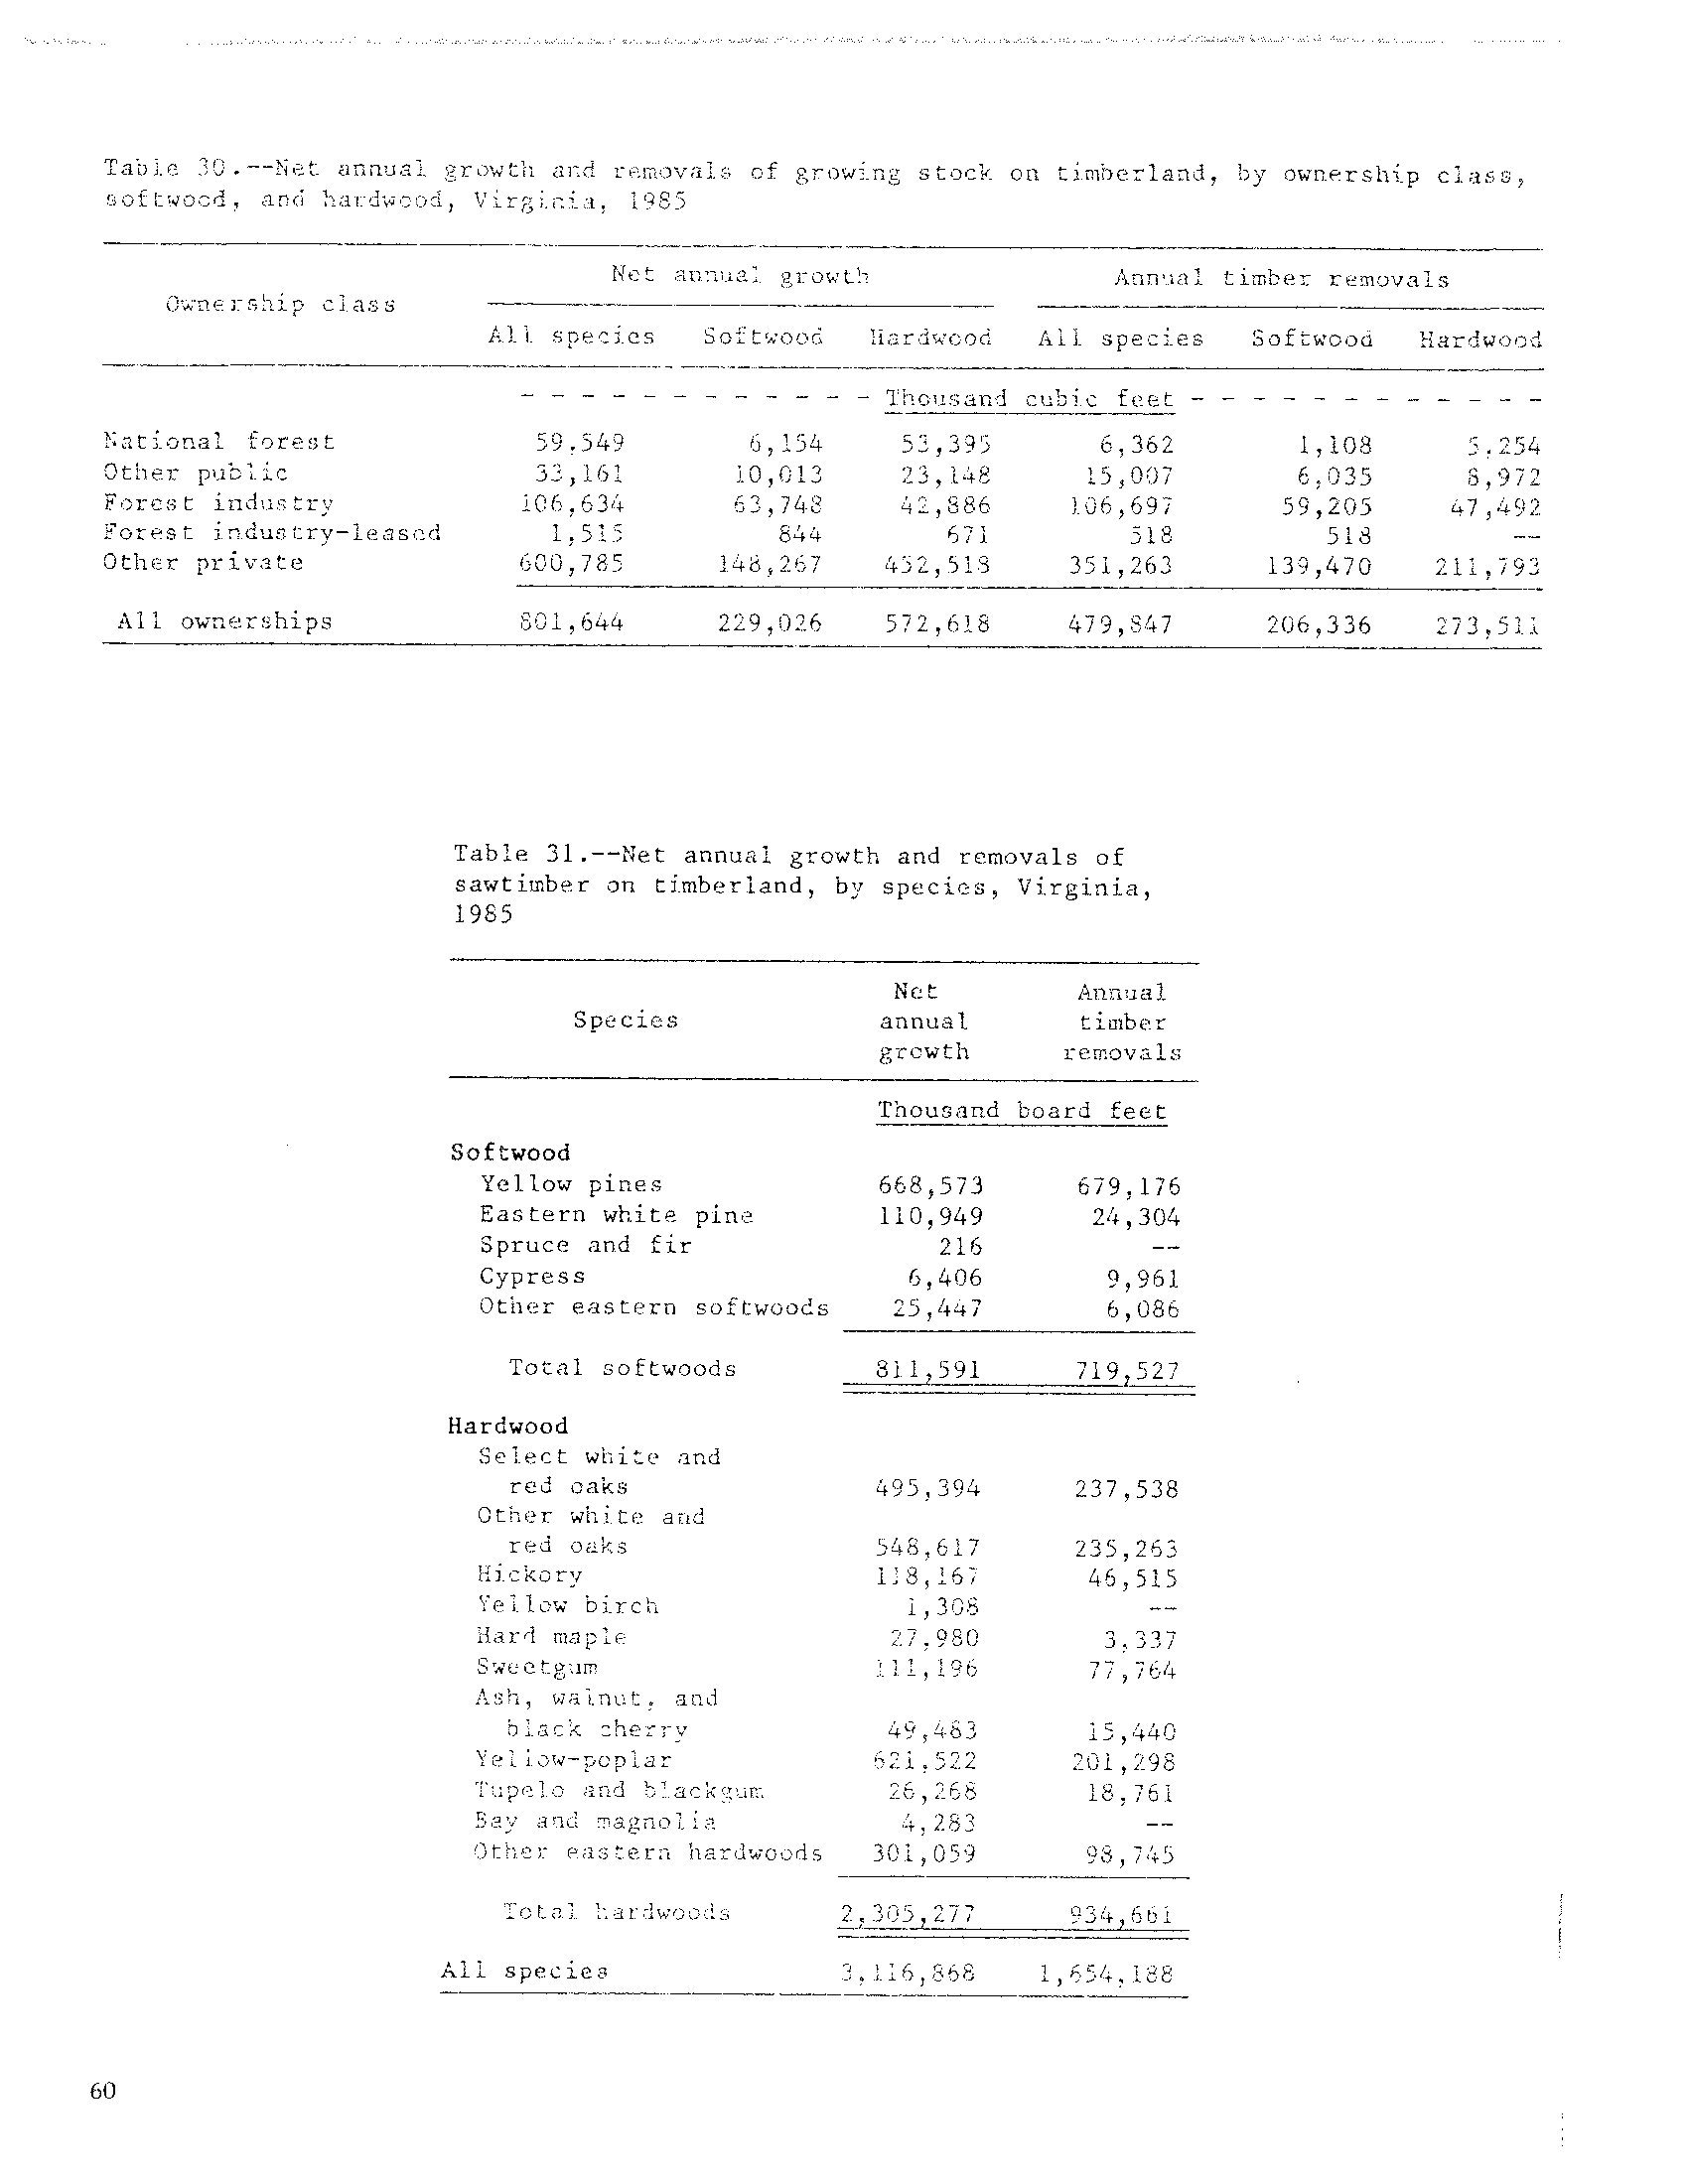 Table 30.--Net annual growth and removals of growing stock on timberland, by ownership class,
softwood, and hardwood, Virginia, 1985
Net annual growth Annual timber removals
Ownership class
All species Softwood Hardwood All species Softwood Hardwood
- - - - - - - - - - - - Thousand cubic feet - - - - - - - - - - - -
National forest 59,549 6,154 53,395 6,362 1,108 5,254
Other public 33,161 10,013 23,148 15,007 6,035 8,972
Forest industry 106,634 63,748 42,886 106,697 59,205 47,492
Forest industry-leased 1,515 844 671 518 518 --
Other private 600,785 148,267 452,518 351,263 139,470 211,793
All ownerships 801,644 229,026 572,618 479,847 206,336 273,511
Table 31.--Net annual growth and removals of
sawtimber on timberland, by species, Virginia,
1985
Net Annual
Species annual timber
growth removals
Thousand board feet
Softwood
Yellow pines 668,573 679,176
Eastern white pine 110,949 24,304
Spruce and fir 216 --
Cypress 6,406 9,961
Other eastern softwoods 25,447 6,086
Total softwoods 811,591 719,527
Hardwood
Select white and
red oaks 495,394 237,538
Other white and
red oaks 548,617 235,263
Hickory 118,167 46,515
Yellow birch 1,308 --
Hard maple 27,980 3,337
Sweetgum 111,196 77,764
Ash, walnut, and
black cherry 49,483 15,440
Yellow-poplar 621,522 201,298
Tupelo and blackgum 26,268 18,761
Bay and magnolia 4,283 --
Other eastern hardwoods 301,059 98,745
Total hardwoods 2,305,277 934,661
All species 3,116,868 1,654,188
60